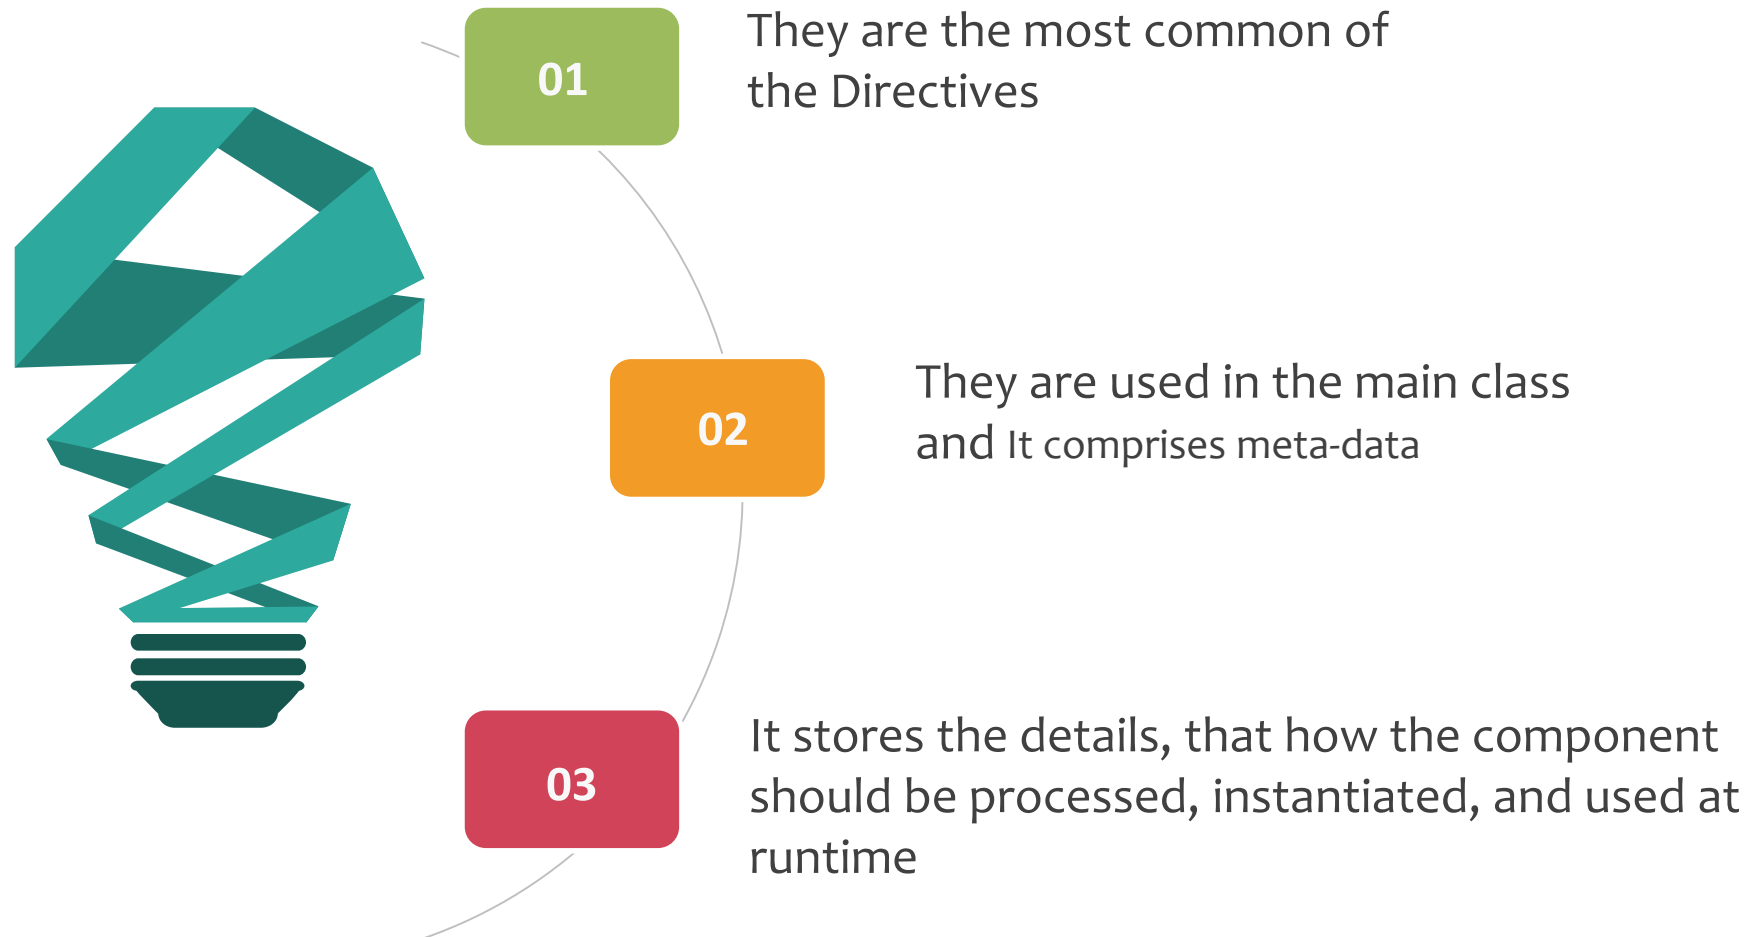 01
They are the most common of
the Directives
02
They are used in the main class
and It comprises meta-data
03
It stores the details, that how the component
should be processed, instantiated, and used at
runtime